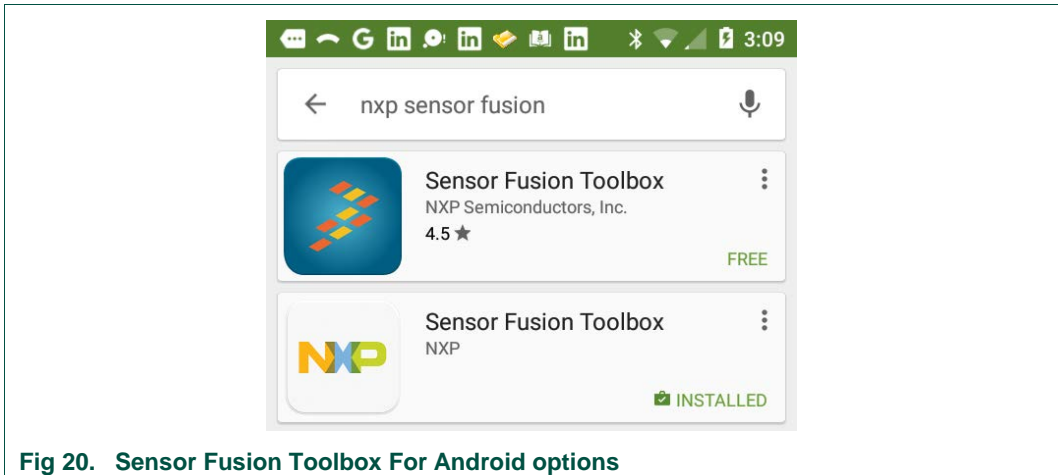 3:09
nxp sensor fusion
Sensor Fusion Toolbox
NXP Semiconductors, Inc.
4.5 ★
FREE
Sensor Fusion Toolbox
NXP
NXP
INSTALLED
Fig 20. Sensor Fusion Toolbox For Android options